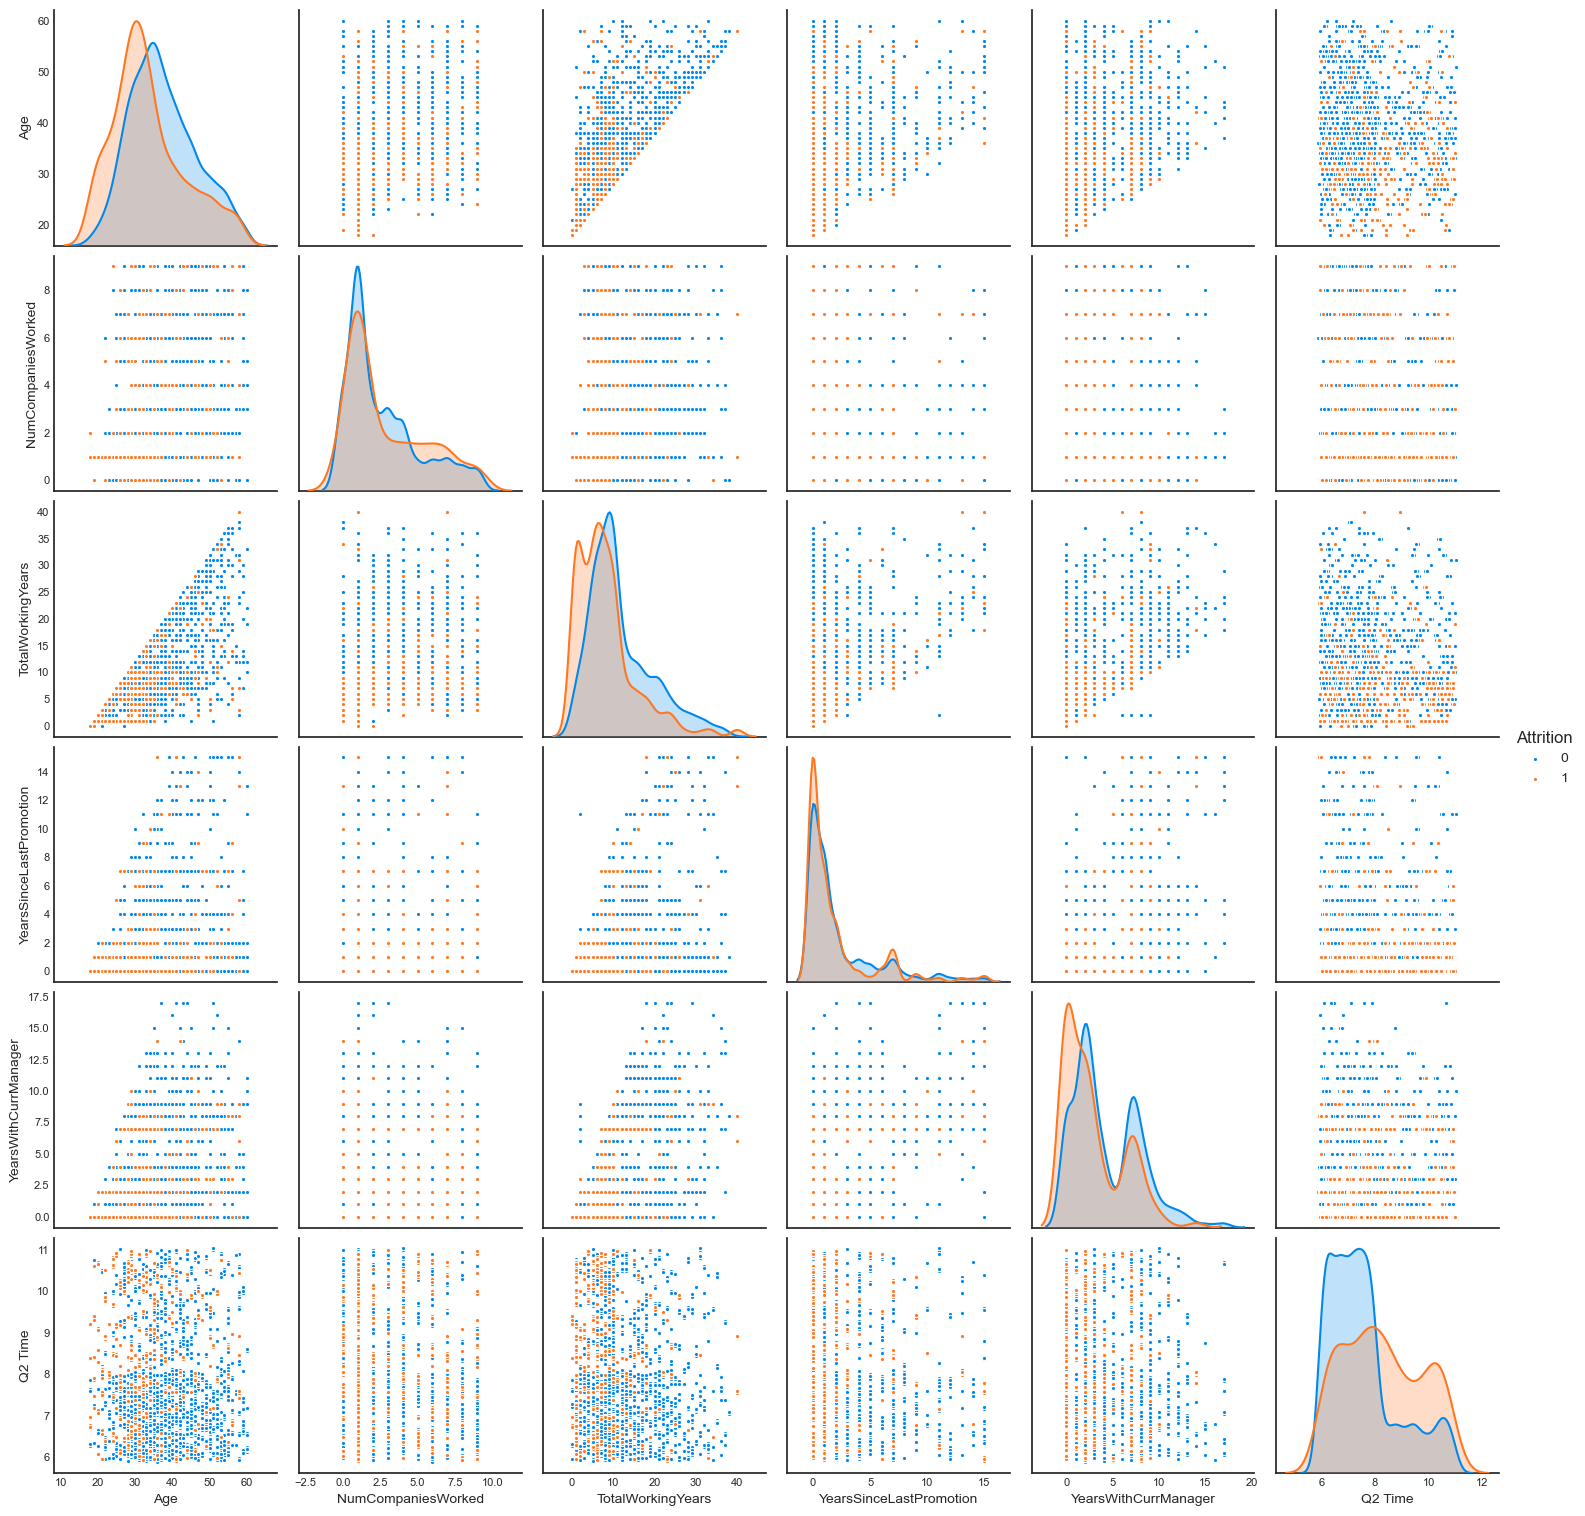 60
50
40
30
20
Age
8
6
4
2
0
NumCompaniesWorked
40
35
30
25
20
15
10
5
0
TotalWorkingYears
Attrition
0
1
14
12
10
8
6
4
2
0
YearsSinceLastPromotion
17.5
15.0
12.5
10.0
7.5
5.0
2.5
0.0
YearsWithCurrManager
11
10
9
8
7
6
Q2 Time
10 20 30 40 50 60
−2.5 0.0 2.5 5.0 7.5 10.0
0 10 20 30 40
0 5 10 15
0 5 10 15 20
6 8 10 12
Age
NumCompaniesWorked
TotalWorkingYears
YearsSinceLastPromotion
YearsWithCurrManager
Q2 Time